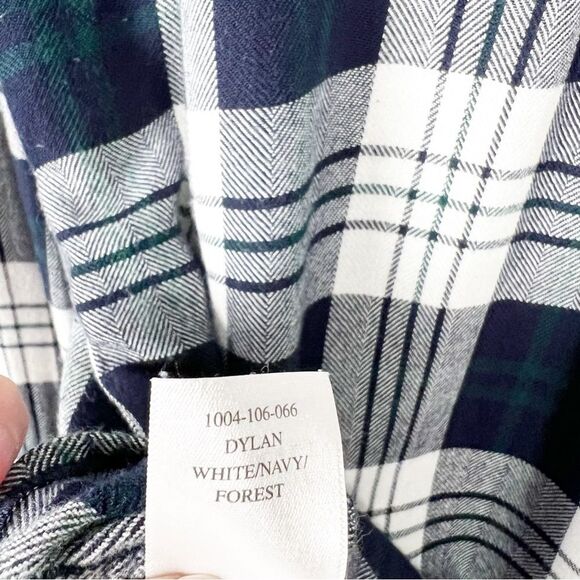 1004-106-066
DYLAN
WHITE/NAVY/
FOREST